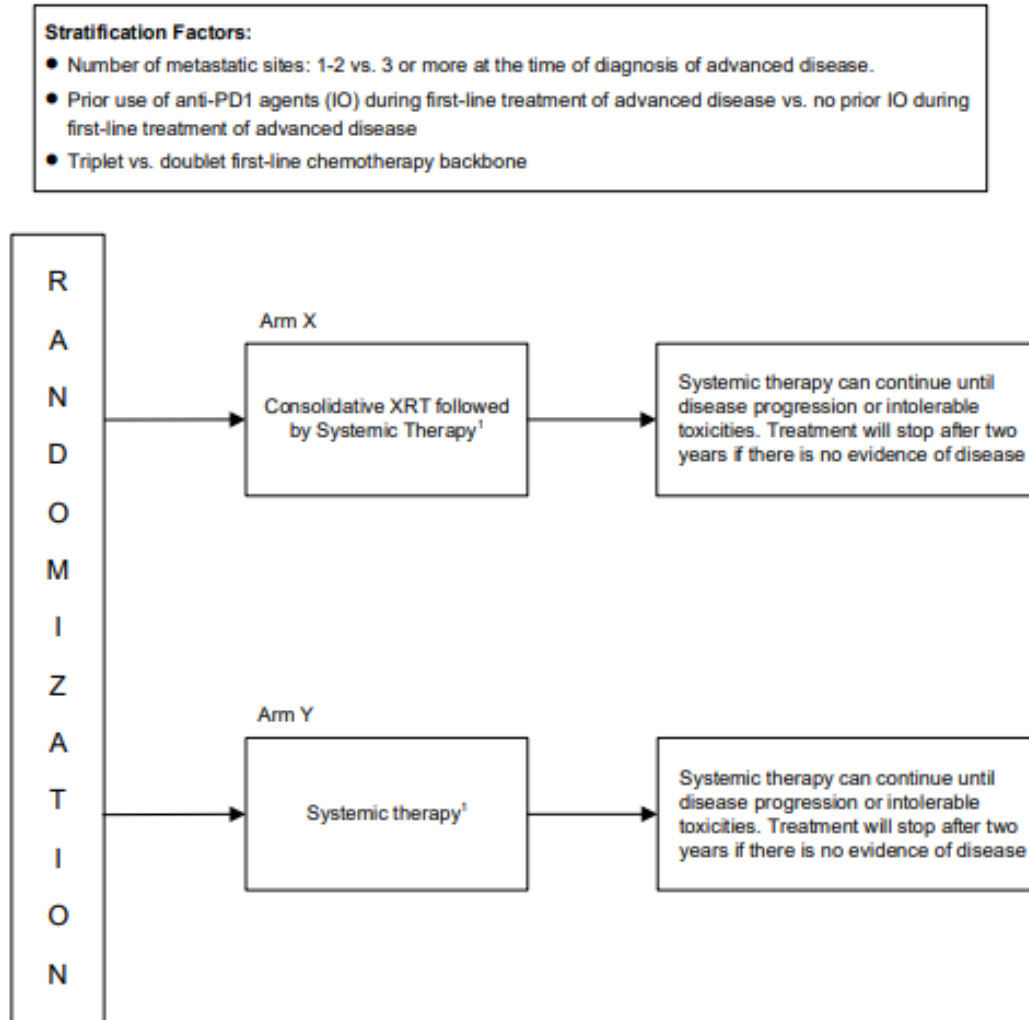 Stratification Factors:
● Number of metastatic sites: 1-2 vs. 3 or more at the time of diagnosis of advanced disease.
● Prior use of anti-PD1 agents (IO) during first-line treatment of advanced disease vs. no prior IO during
first-line treatment of advanced disease
● Triplet vs. doublet first-line chemotherapy backbone
R
A
N
D
O
M
I
Z
A
T
I
O
N
Arm X
Consolidative XRT followed
by Systemic Therapy¹
Systemic therapy can continue until
disease progression or intolerable
toxicities. Treatment will stop after two
years if there is no evidence of disease
Arm Y
Systemic therapy¹
Systemic therapy can continue until
disease progression or intolerable
toxicities. Treatment will stop after two
years if there is no evidence of disease